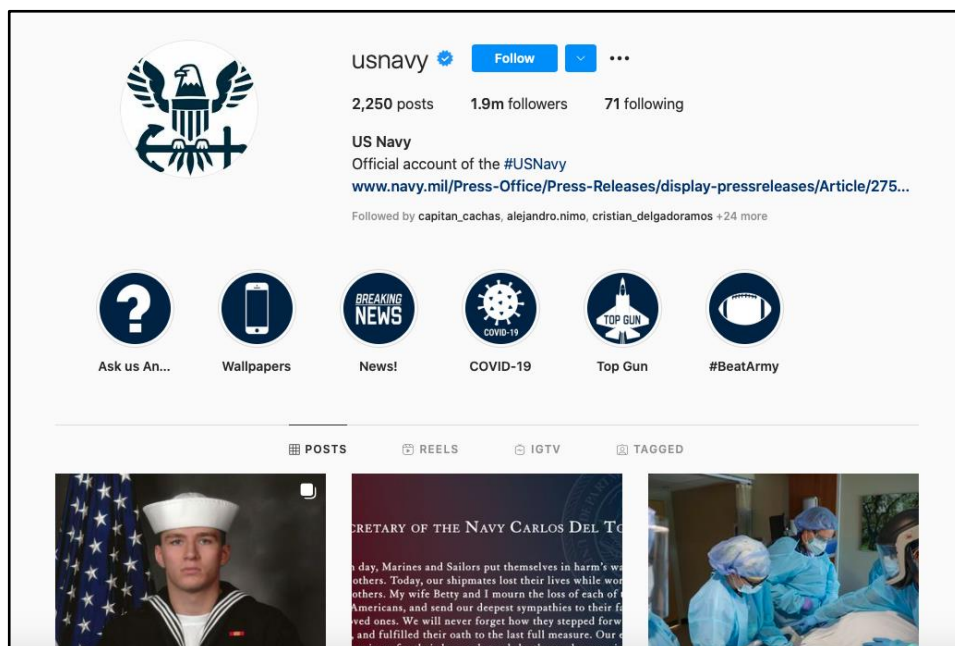 usnavy Follow
2,250 posts 1.9m followers 71 following
US Navy
Official account of the #USNavy
www.navy.mil/Press-Office/Press-Releases/display-pressreleases/Article/275...
Followed by capitan_cachas, alejandro.nimo, cristian_delgadoramos +24 more
BREAKING
NEWS
COVID-19
TOP GUN
Ask us An... Wallpapers News! COVID-19 Top Gun #BeatArmy
POSTS REELS IGTV TAGGED
CRETARY OF THE NAVY CARLOS DEL TO
day, Marines and Sailors put themselves in harm's wa
others. Today, our shipmates lost their lives while wor
others. My wife Betty and I mourn the loss of each of
Americans, and send our deepest sympathies to their fa
ved ones. We will never forget how they stepped forw
, and fulfilled their oath to the last full measure. Our